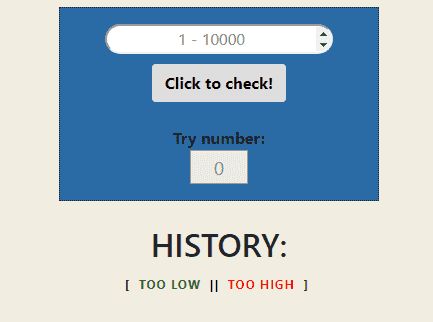 1 - 10000
Click to check!
Try number:
0
HISTORY:
[ TOO LOW || TOO HIGH ]